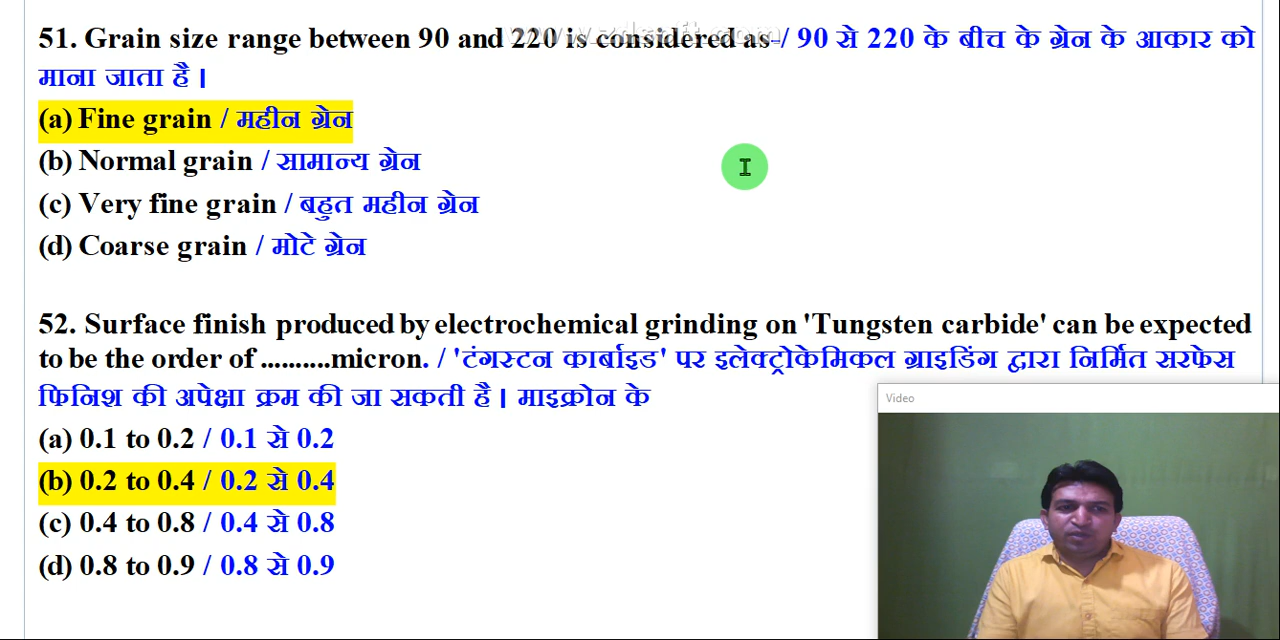 www.zdsoft.com
51. Grain size range between 90 and 220 is considered as-/ 90 से 220 के बीच के ग्रेन के आकार को
माना जाता है।
(a) Fine grain / महीन ग्रेन
(b) Normal grain / सामान्य ग्रेन
(c) Very fine grain / बहुत महीन ग्रेन
(d) Coarse grain / मोटे ग्रेन
52. Surface finish produced by electrochemical grinding on 'Tungsten carbide' can be expected
to be the order of ..........micron. / 'टंगस्टन कार्बाइड' पर इलेक्ट्रोकेमिकल ग्राइडिंग द्वारा निर्मित सरफेस
फिनिश की अपेक्षा क्रम की जा सकती है। माइक्रोन के
(a) 0.1 to 0.2 / 0.1 से 0.2
(b) 0.2 to 0.4 / 0.2 से 0.4
(c) 0.4 to 0.8 / 0.4 से 0.8
(d) 0.8 to 0.9 / 0.8 से 0.9
Video